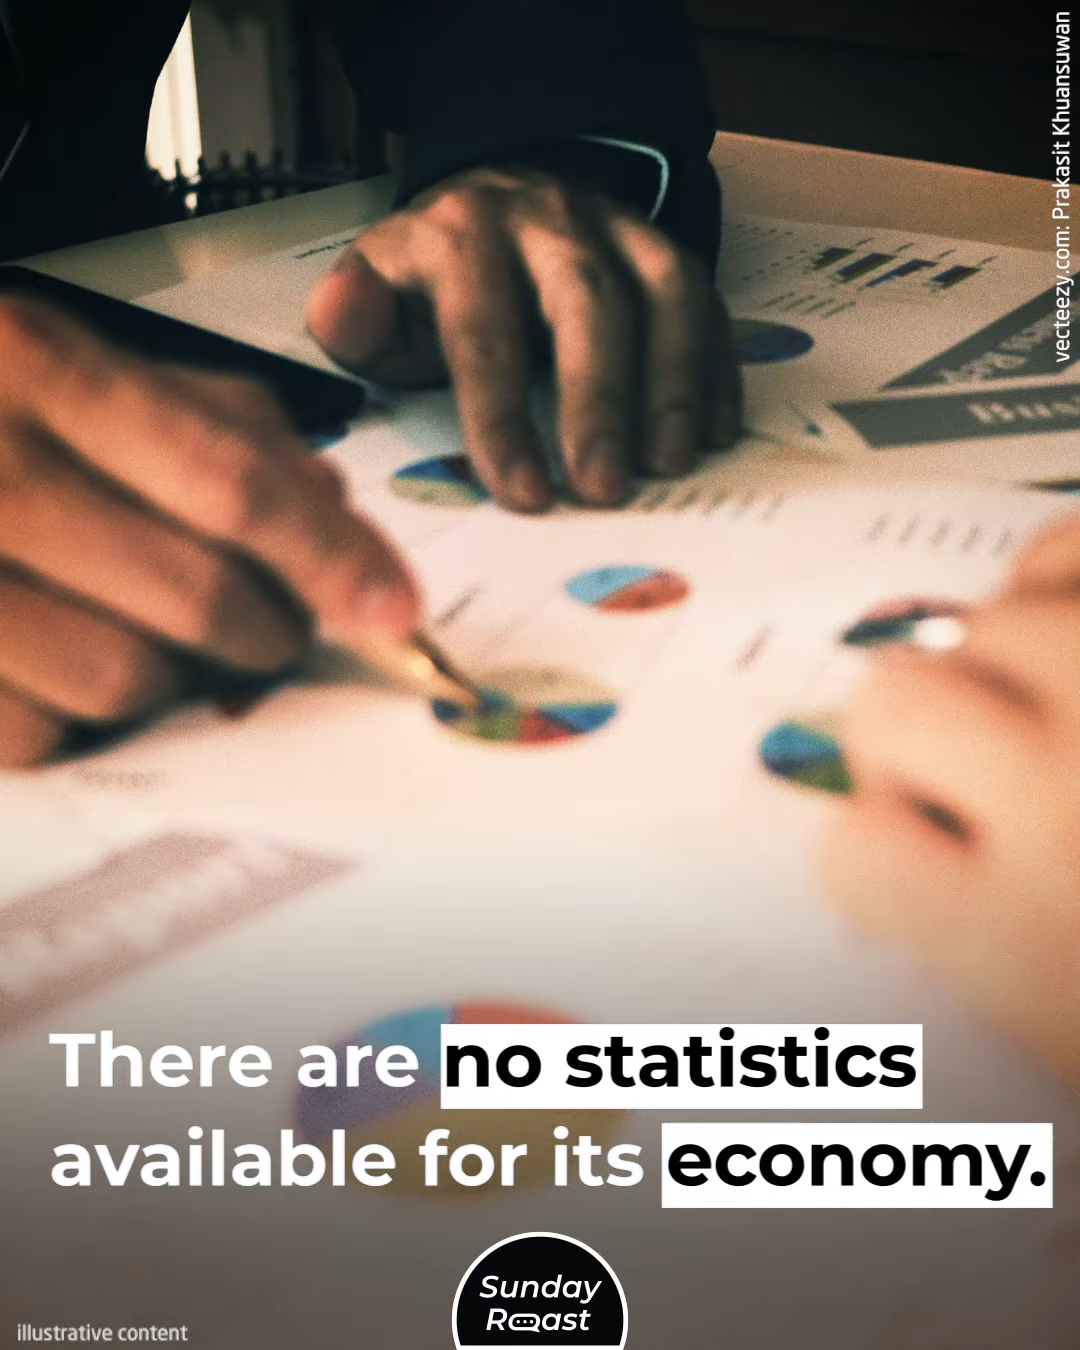 vecteezy.com: Prakasit Khuansuwan
There are no statistics
available for its economy.
Sunday
Roast
illustrative content